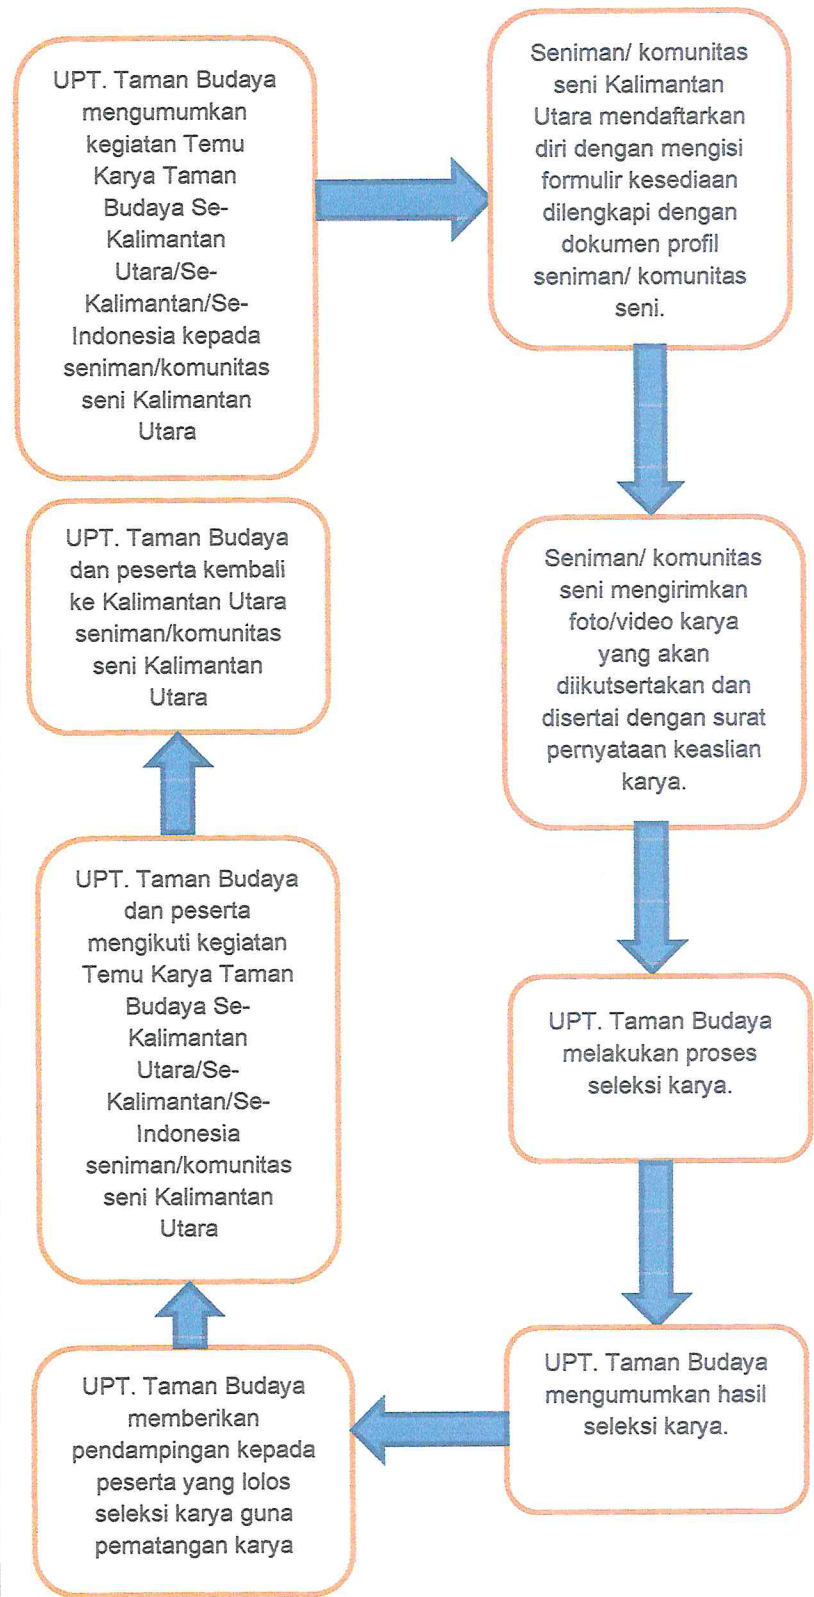 UPT. Taman Budaya
mengumumkan
kegiatan Temu
Karya Taman
Budaya Se-
Kalimantan
Utara/Se-
Kalimantan/Se-
Indonesia kepada
seniman/komunitas
seni Kalimantan
Utara
Seniman/ komunitas
seni Kalimantan
Utara mendaftarkan
diri dengan mengisi
formulir kesediaan
dilengkapi dengan
dokumen profil
seniman/ komunitas
seni.
Seniman/ komunitas
seni mengirimkan
foto/video karya
yang akan
diikutsertakan dan
disertai dengan surat
pernyataan keaslian
karya.
UPT. Taman Budaya
melakukan proses
seleksi karya.
UPT. Taman Budaya
mengumumkan hasil
seleksi karya.
UPT. Taman Budaya
memberikan
pendampingan kepada
peserta yang lolos
seleksi karya guna
pematangan karya
UPT. Taman Budaya
dan peserta
mengikuti kegiatan
Temu Karya Taman
Budaya Se-
Kalimantan
Utara/Se-
Kalimantan/Se-
Indonesia
seniman/komunitas
seni Kalimantan
Utara
UPT. Taman Budaya
dan peserta kembali
ke Kalimantan Utara
seniman/komunitas
seni Kalimantan
Utara